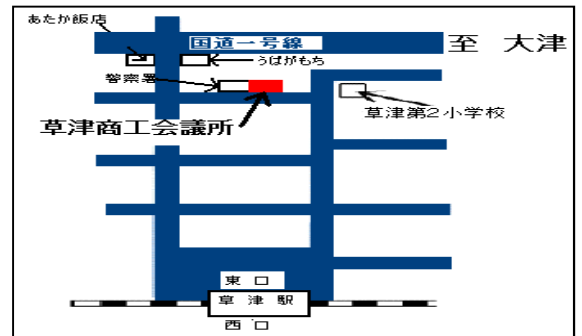 あたか飯店
国道一号線
至 大津
うばがもち
警察署
草津第2小学校
草津商工会議所
東口
草津駅
西口